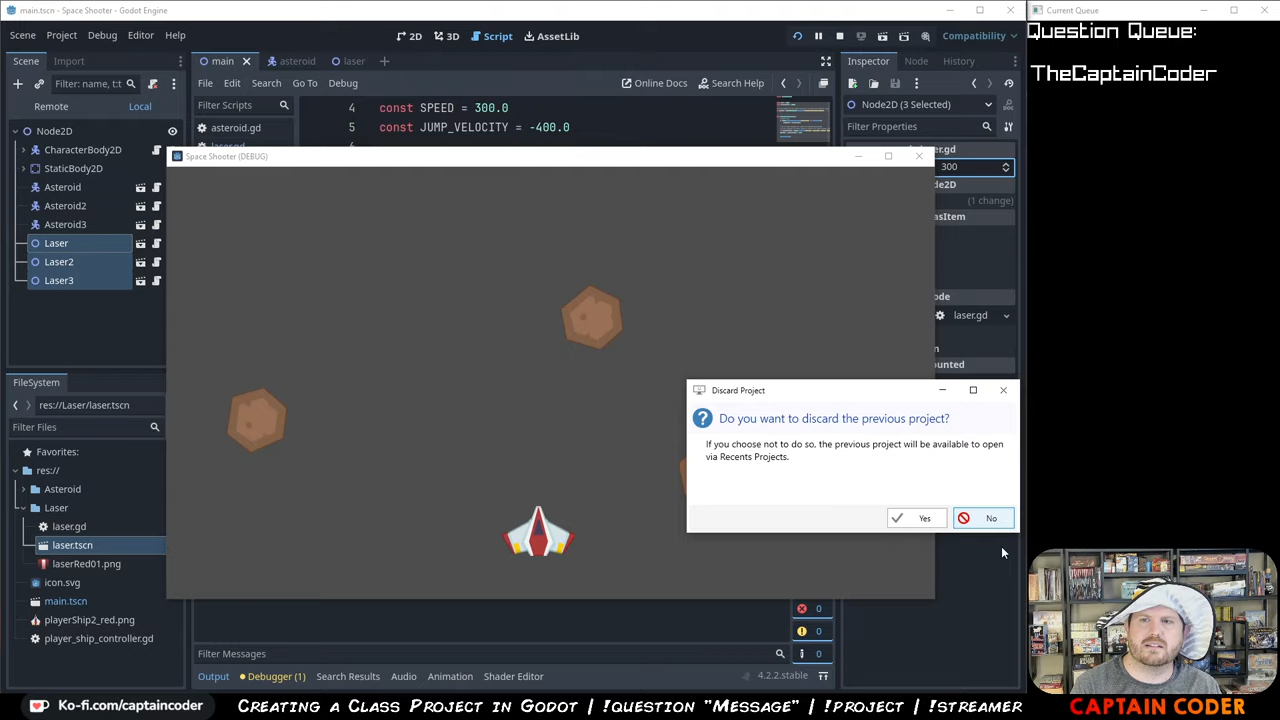 main.tscn - Space Shooter - Godot Engine
Current Queue
Scene Project Debug Editor Help
2D 3D Script AssetLib
Compatibility
Question Queue:
TheCaptainCoder
Scene Import
main asteroid laser
Inspector Node History
Filter: name, t:t
File Edit Search Go To Debug
Online Docs Search Help
Remote Local
Filter Scripts
4 const SPEED = 300.0
5 const JUMP_VELOCITY = -400.0
Node2D (3 Selected)
asteroid.gd
Filter Properties
Node2D
CharacterBody2D
StaticBody2D
Asteroid
Asteroid2
Asteroid3
Laser
Laser2
Laser3
Space Shooter (DEBUG)
300
(1 change)
laser.gd
Discard Project
Do you want to discard the previous project?
If you choose not to do so, the previous project will be available to open
via Recents Projects.
Yes No
FileSystem
res://Laser/laser.tscn
Filter Files
Favorites:
res://
Asteroid
Laser
laser.gd
laser.tscn
laserRed01.png
icon.svg
main.tscn
playerShip2_red.png
player_ship_controller.gd
0
0
0
Filter Messages
Output Debugger (1) Search Results Audio Animation Shader Editor
4.2.2.stable
Ko-fi.com/captaincoder
Creating a Class Connection Godot | !question "Message" | !project | !streamer
CAPTAIN CODER